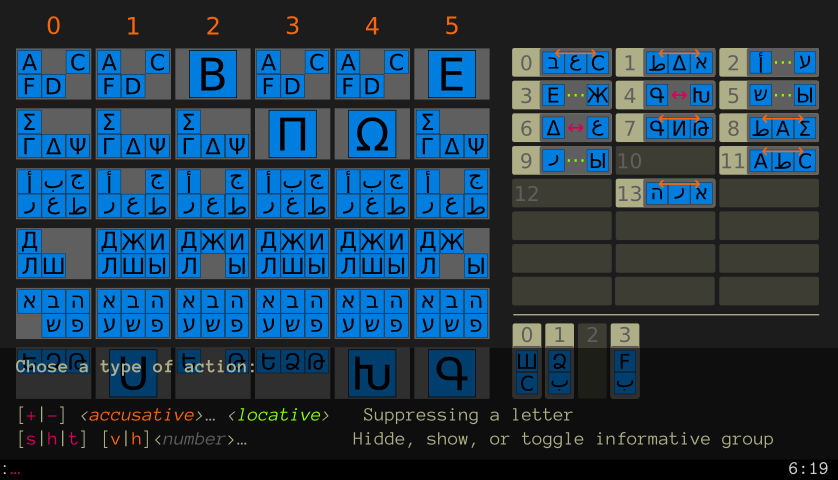 0 1 2 3 4 5
A C A C B A C A C E
F D F D F D F D
Σ Σ Σ Π Ω Σ
Γ Δ Ψ Γ Δ Ψ Γ Δ Ψ Γ Δ Ψ
أ ب ج أ ج أ ج أ ب ج أ ب ج أ ج
ر ع ط ر ع ط ر ع ط ر ع ط ر ع ط ر ع ط
Д Д Ж И Д Ж И Д Ж И Д Ж И Д Ж
Л Ш Л Ш Ы Л Ы Л Ш Ы Л Ш Ы Л Ы
א ב ה א ב ה א ב ה א ב ה א ב ה א ב ה
ש פ ע ש פ ע ש פ ע ש פ ע ש פ ע ש פ
Ե Զ Թ Ս Ե Թ Ե Զ Թ Խ Գ
0 ב ع C 1 ط Δ א 2 أ ⋯ ע
3 E ⋯ Ж 4 Գ ↔ Խ 5 ש ⋯ Ы
6 Δ ↔ ع 7 Գ И Թ 8 ط A Σ
9 ر ⋯ Ы 10 11 A ط C
12 13 ה ر א
0 1 2 3
Ш Զ F
C ب ب
Chose a type of action:
[+|−] <accusative>… <locative> Suppressing a letter
[s|h|t] [v|h]<number>… Hidde, show, or toggle informative group
:… 6:19